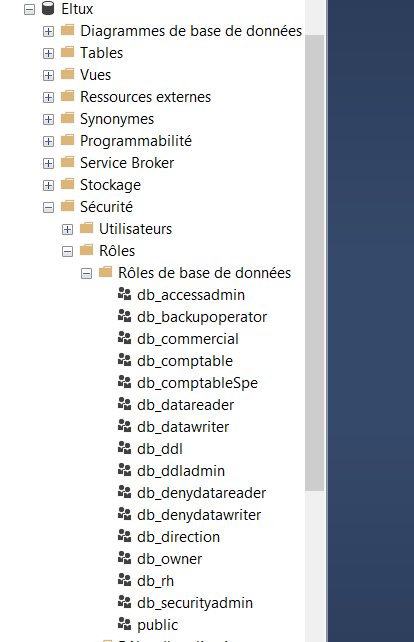 Eltux
Diagrammes de base de données
Tables
Vues
Ressources externes
Synonymes
Programmabilité
Service Broker
Stockage
Sécurité
Utilisateurs
Rôles
Rôles de base de données
db_accessadmin
db_backupoperator
db_commercial
db_comptable
db_comptableSpe
db_datareader
db_datawriter
db_ddl
db_ddladmin
db_denydatareader
db_denydatawriter
db_direction
db_owner
db_rh
db_securityadmin
public